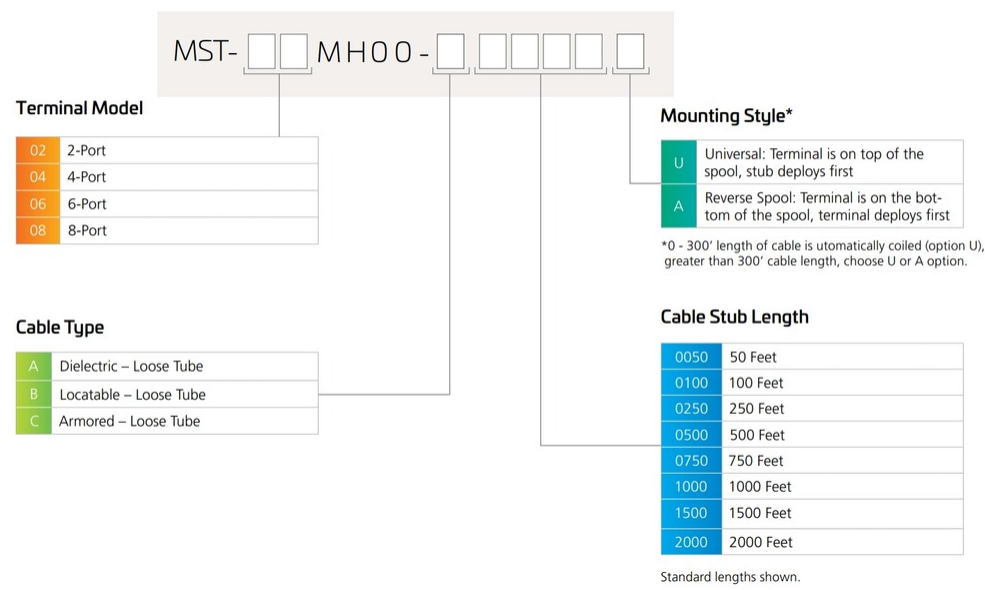 MST- MH00 -
Terminal Model
02 2-Port
04 4-Port
06 6-Port
08 8-Port
Mounting Style*
U Universal: Terminal is on top of the
spool, stub deploys first
A Reverse Spool: Terminal is on the bot-
tom of the spool, terminal deploys first
*0 - 300’ length of cable is utomatically coiled (option U),
greater than 300’ cable length, choose U or A option.
Cable Type
A Dielectric – Loose Tube
B Locatable – Loose Tube
C Armored – Loose Tube
Cable Stub Length
0050 50 Feet
0100 100 Feet
0250 250 Feet
0500 500 Feet
0750 750 Feet
1000 1000 Feet
1500 1500 Feet
2000 2000 Feet
Standard lengths shown.